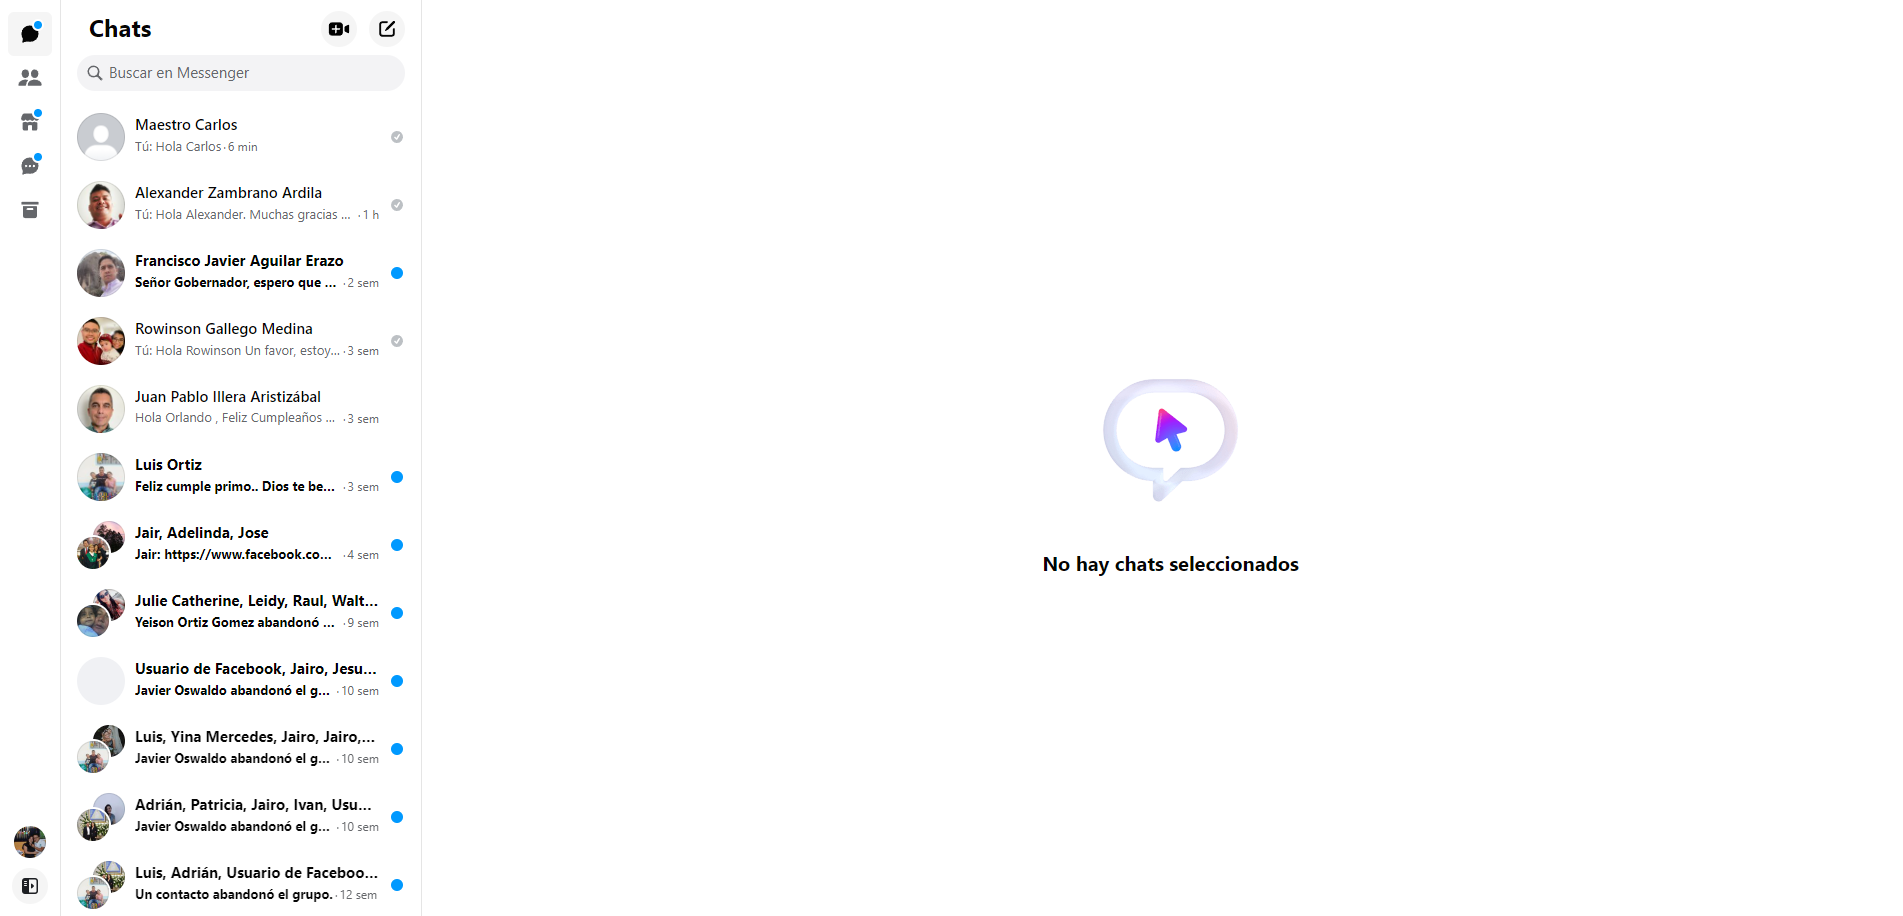 Chats
Buscar en Messenger
Maestro Carlos
Tú: Hola Carlos · 6 min
Alexander Zambrano Ardila
Tú: Hola Alexander. Muchas gracias ... · 1 h
Francisco Javier Aguilar Erazo
Señor Gobernador, espero que ... · 2 sem
Rowinson Gallego Medina
Tú: Hola Rowinson Un favor, estoy... · 3 sem
Juan Pablo Illera Aristizábal
Hola Orlando , Feliz Cumpleaños ... · 3 sem
Luis Ortiz
Feliz cumple primo.. Dios te be... · 3 sem
Jair, Adelinda, Jose
Jair: https://www.facebook.co... · 4 sem
Julie Catherine, Leidy, Raul, Walt...
Yeison Ortiz Gomez abandonó ... · 9 sem
Usuario de Facebook, Jairo, Jesu...
Javier Oswaldo abandonó el g... · 10 sem
Luis, Yina Mercedes, Jairo, Jairo,...
Javier Oswaldo abandonó el g... · 10 sem
Adrián, Patricia, Jairo, Ivan, Usu...
Javier Oswaldo abandonó el g... · 10 sem
Luis, Adrián, Usuario de Faceboo...
Un contacto abandonó el grupo. · 12 sem
No hay chats seleccionados